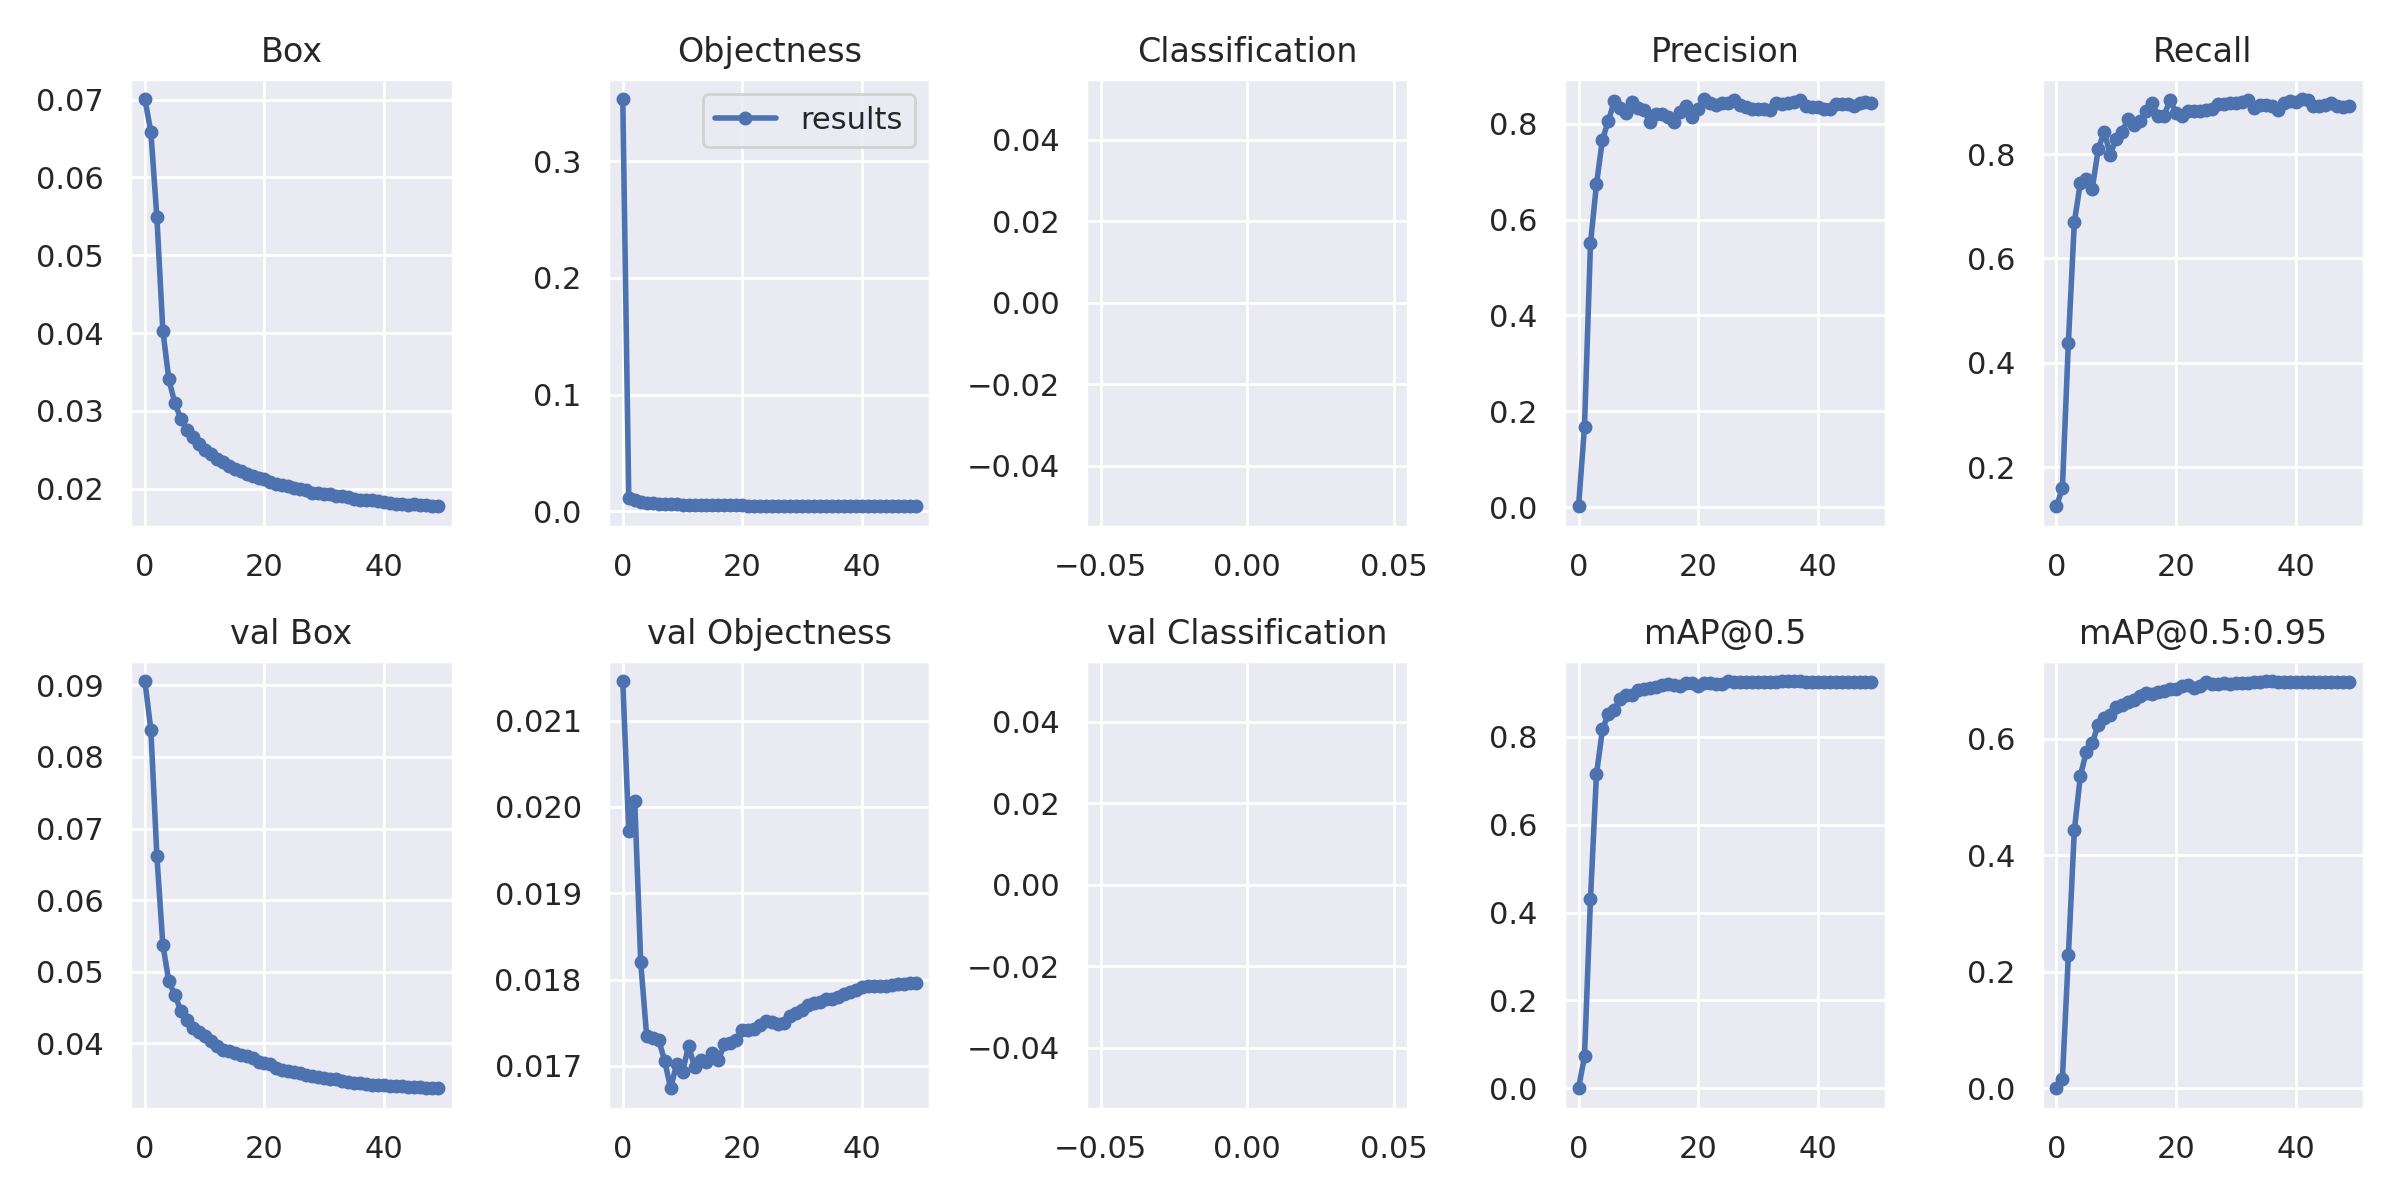 Box
Objectness
Classification
Precision
Recall
0.07
0.06
0.05
0.04
0.03
0.02
0 20 40
results
0.3
0.2
0.1
0.0
0 20 40
0.04
0.02
0.00
−0.02
−0.04
−0.05 0.00 0.05
0.8
0.6
0.4
0.2
0.0
0 20 40
0.8
0.6
0.4
0.2
0 20 40
val Box
val Objectness
val Classification
mAP@0.5
mAP@0.5:0.95
0.09
0.08
0.07
0.06
0.05
0.04
0 20 40
0.021
0.020
0.019
0.018
0.017
0 20 40
0.04
0.02
0.00
−0.02
−0.04
−0.05 0.00 0.05
0.8
0.6
0.4
0.2
0.0
0 20 40
0.6
0.4
0.2
0.0
0 20 40